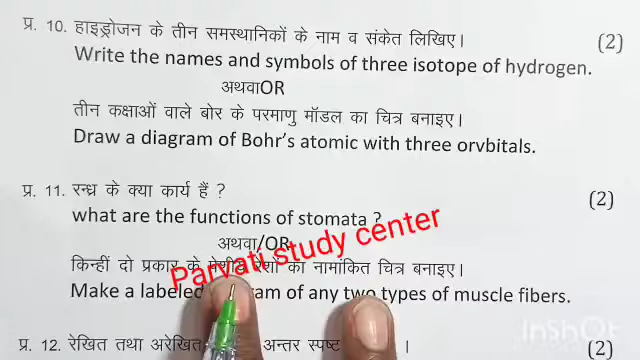 प्र. 10. हाइड्रोजन के तीन समस्थानिकों के नाम व संकेत लिखिए। (2)
Write the names and symbols of three isotope of hydrogen.
अथवाOR
तीन कक्षाओं वाले बोर के परमाणु मॉडल का चित्र बनाइए।
Draw a diagram of Bohr's atomic with three orvbitals.
प्र. 11. रन्ध्र के क्या कार्य हैं ? (2)
what are the functions of stomata ?
अथवा/OR
Parvati study center
किन्हीं दो प्रकार के रेशों का नामांकित चित्र बनाइए।
Make a labeled of any two types of muscle fibers.
प्र. 12. रेखित तथा अरेखित अन्तर स्पष्ट । (2)
InShot